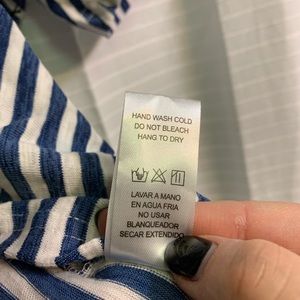 HAND WASH COLD
DO NOT BLEACH
HANG TO DRY
LAVAR A MANO
EN AGUA FRIA
NO USAR
BLANQUEADOR
SECAR EXTENDIDO